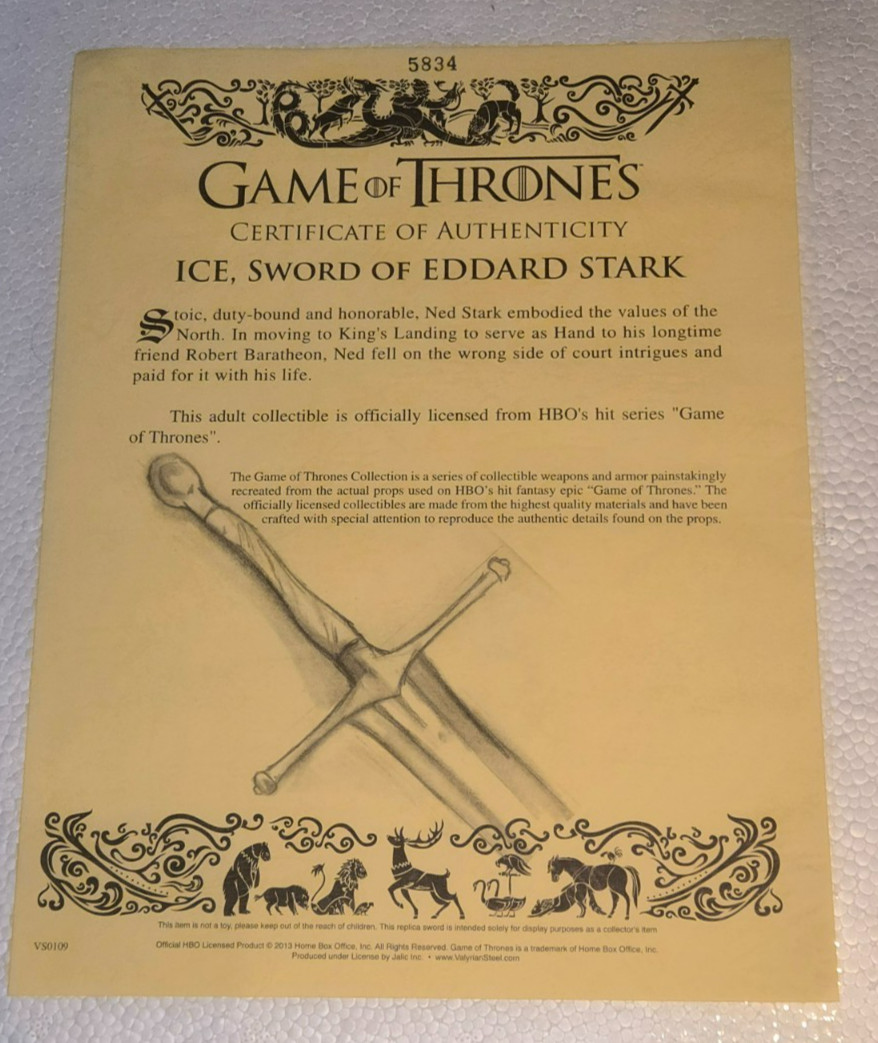 5834
GAME OF THRONES
CERTIFICATE OF AUTHENTICITY
ICE, SWORD OF EDDARD STARK
Stoic, duty-bound and honorable, Ned Stark embodied the values of the
North. In moving to King's Landing to serve as Hand to his longtime
friend Robert Baratheon, Ned fell on the wrong side of court intrigues and
paid for it with his life.
This adult collectible is officially licensed from HBO's hit series "Game
of Thrones".
The Game of Thrones Collection is a series of collectible weapons and armor painstakingly
recreated from the actual props used on HBO's hit fantasy epic “Game of Thrones.” The
officially licensed collectibles are made from the highest quality materials and have been
crafted with special attention to reproduce the authentic details found on the props.
This item is not a toy, please keep out of the reach of children. This replica sword is intended solely for display purposes as a collector's item
VS0109
Official HBO Licensed Product © 2013 Home Box Office, Inc. All Rights Reserved. Game of Thrones is a trademark of Home Box Office, Inc.
Produced under License by Jalic Inc. • www.ValyrianSteel.com